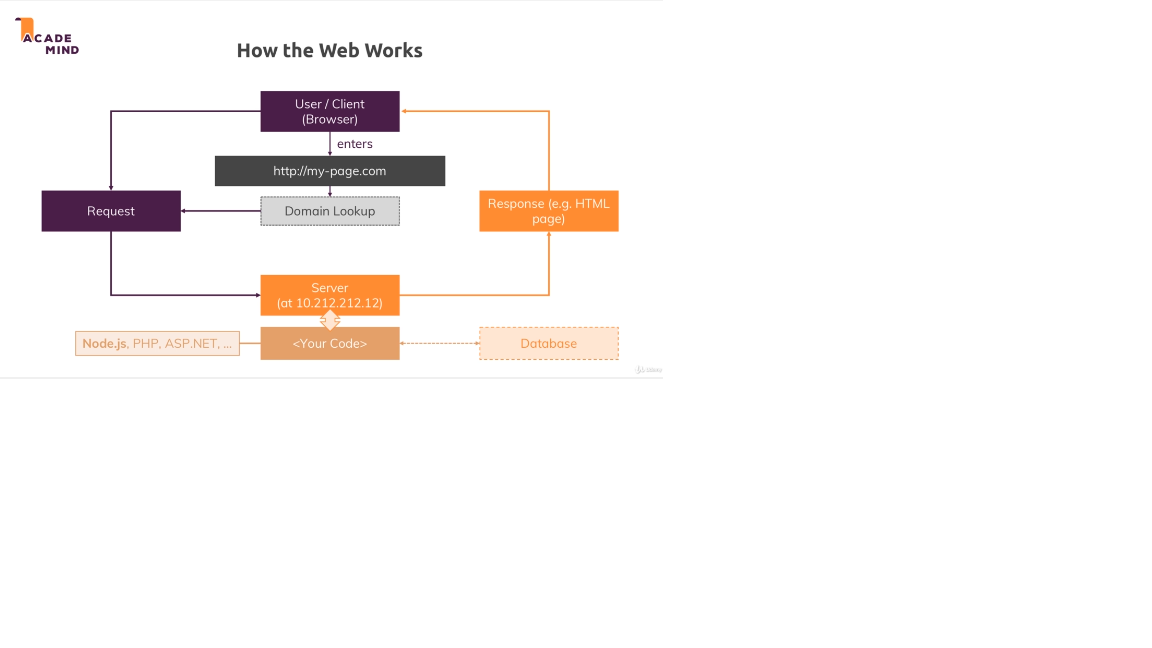 ACADE
MIND
How the Web Works
User / Client
(Browser)
enters
http://my-page.com
Request
Domain Lookup
Response (e.g. HTML
page)
Server
(at 10.212.212.12)
Node.js, PHP, ASP.NET, ...
<Your Code>
Database